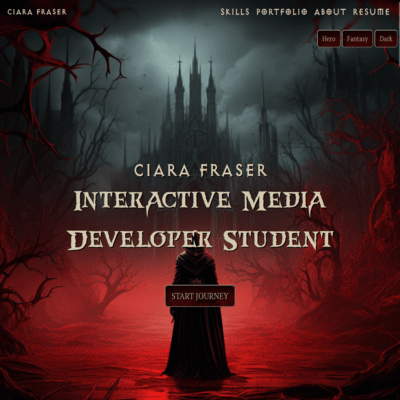 CIARA FRASER
SKILLS PORTFOLIO ABOUT RESUME
Hero Fantasy Dark
CIARA FRASER
INTERACTIVE MEDIA
DEVELOPER STUDENT
START JOURNEY